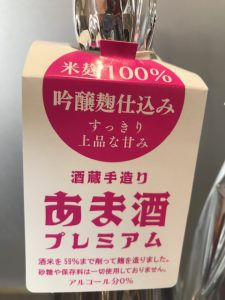 米麹100%
吟醸麹仕込み
すっきり
上品な甘み
酒蔵手造り
あま酒
プレミアム
酒米を58%まで削って麹を造りました。
砂糖や保存料は一切使用しておりません。
アルコール分0%